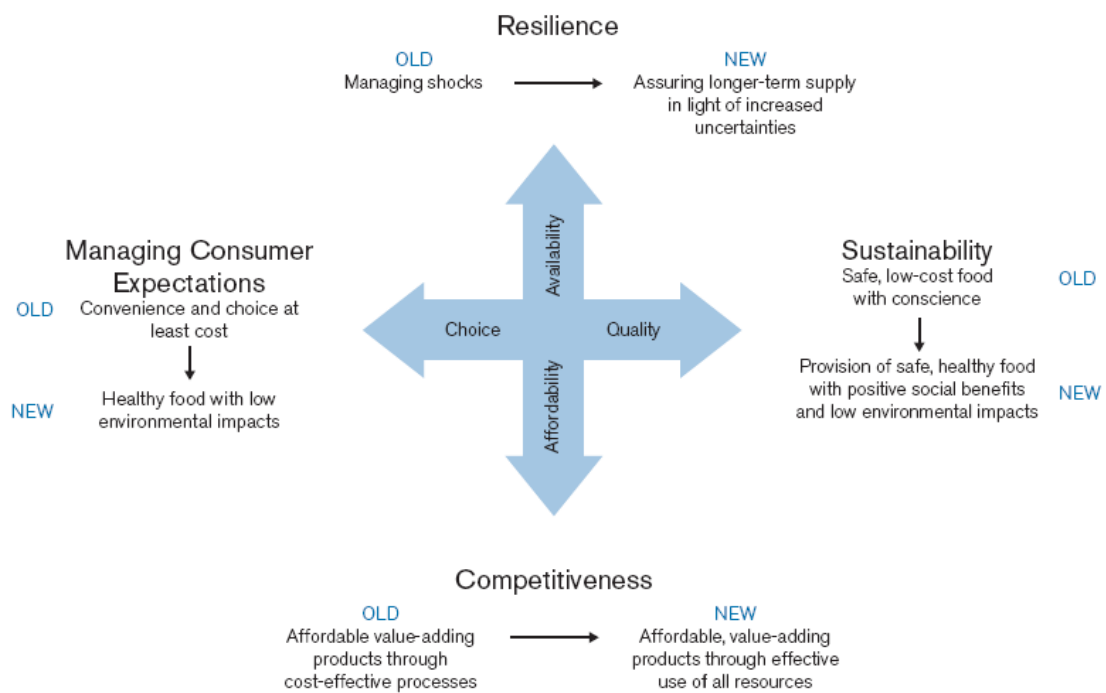 Resilience
OLD
Managing shocks
NEW
Assuring longer-term supply
in light of increased
uncertainties
Managing Consumer
Expectations
OLD
Convenience and choice at
least cost
NEW
Healthy food with low
environmental impacts
Availability
Choice
Quality
Affordability
Sustainability
Safe, low-cost food
with conscience
OLD
Provision of safe, healthy food
with positive social benefits
and low environmental impacts
NEW
Competitiveness
OLD
Affordable value-adding
products through
cost-effective processes
NEW
Affordable, value-adding
products through effective
use of all resources